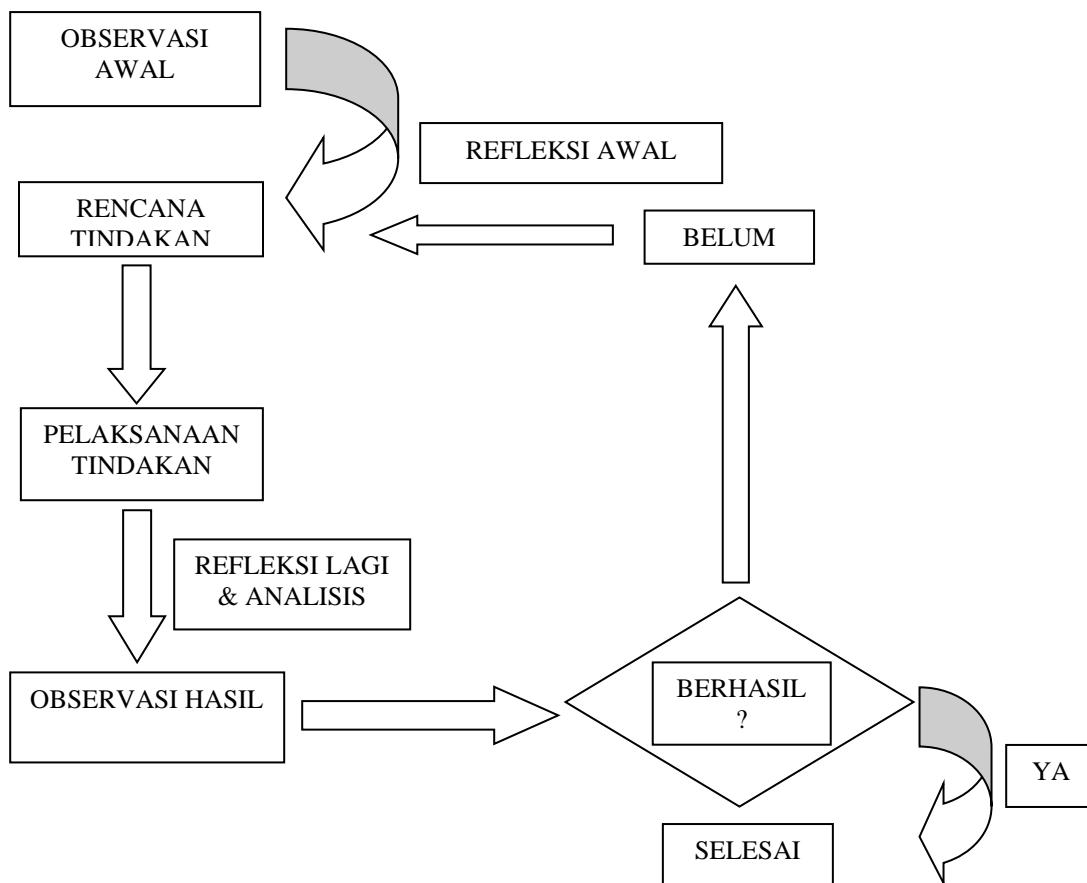 OBSERVASI
AWAL
REFLEKSI AWAL
RENCANA
TINDAKAN
BELUM
PELAKSANAAN
TINDAKAN
REFLEKSI LAGI
& ANALISIS
OBSERVASI HASIL
BERHASIL
?
YA
SELESAI